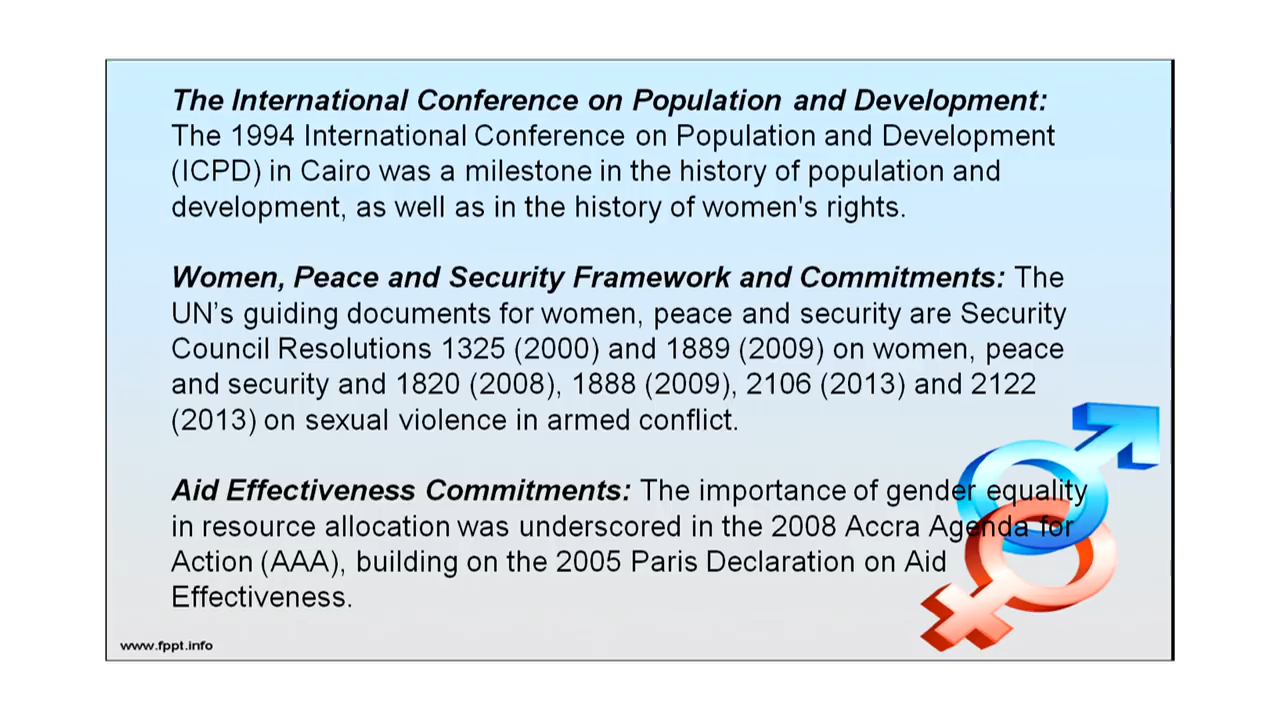 The International Conference on Population and Development:
The 1994 International Conference on Population and Development
(ICPD) in Cairo was a milestone in the history of population and
development, as well as in the history of women's rights.
Women, Peace and Security Framework and Commitments: The
UN’s guiding documents for women, peace and security are Security
Council Resolutions 1325 (2000) and 1889 (2009) on women, peace
and security and 1820 (2008), 1888 (2009), 2106 (2013) and 2122
(2013) on sexual violence in armed conflict.
Aid Effectiveness Commitments: The importance of gender equality
in resource allocation was underscored in the 2008 Accra Agenda for
Action (AAA), building on the 2005 Paris Declaration on Aid
Effectiveness.
www.fppt.info